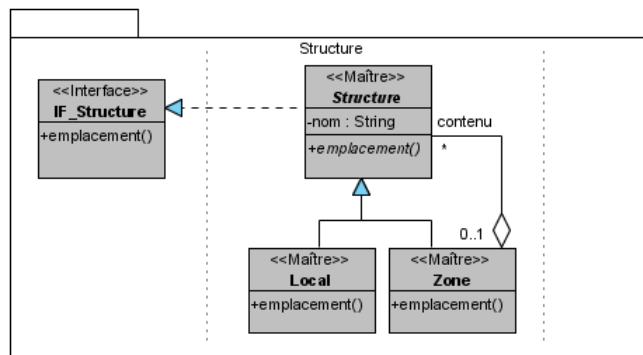 Structure
<<Interface>>
IF_Structure
+emplacement()
<<Maître>>
Structure
-nom : String
+emplacement()
contenu
*
0..1
<<Maître>>
Local
+emplacement()
<<Maître>>
Zone
+emplacement()